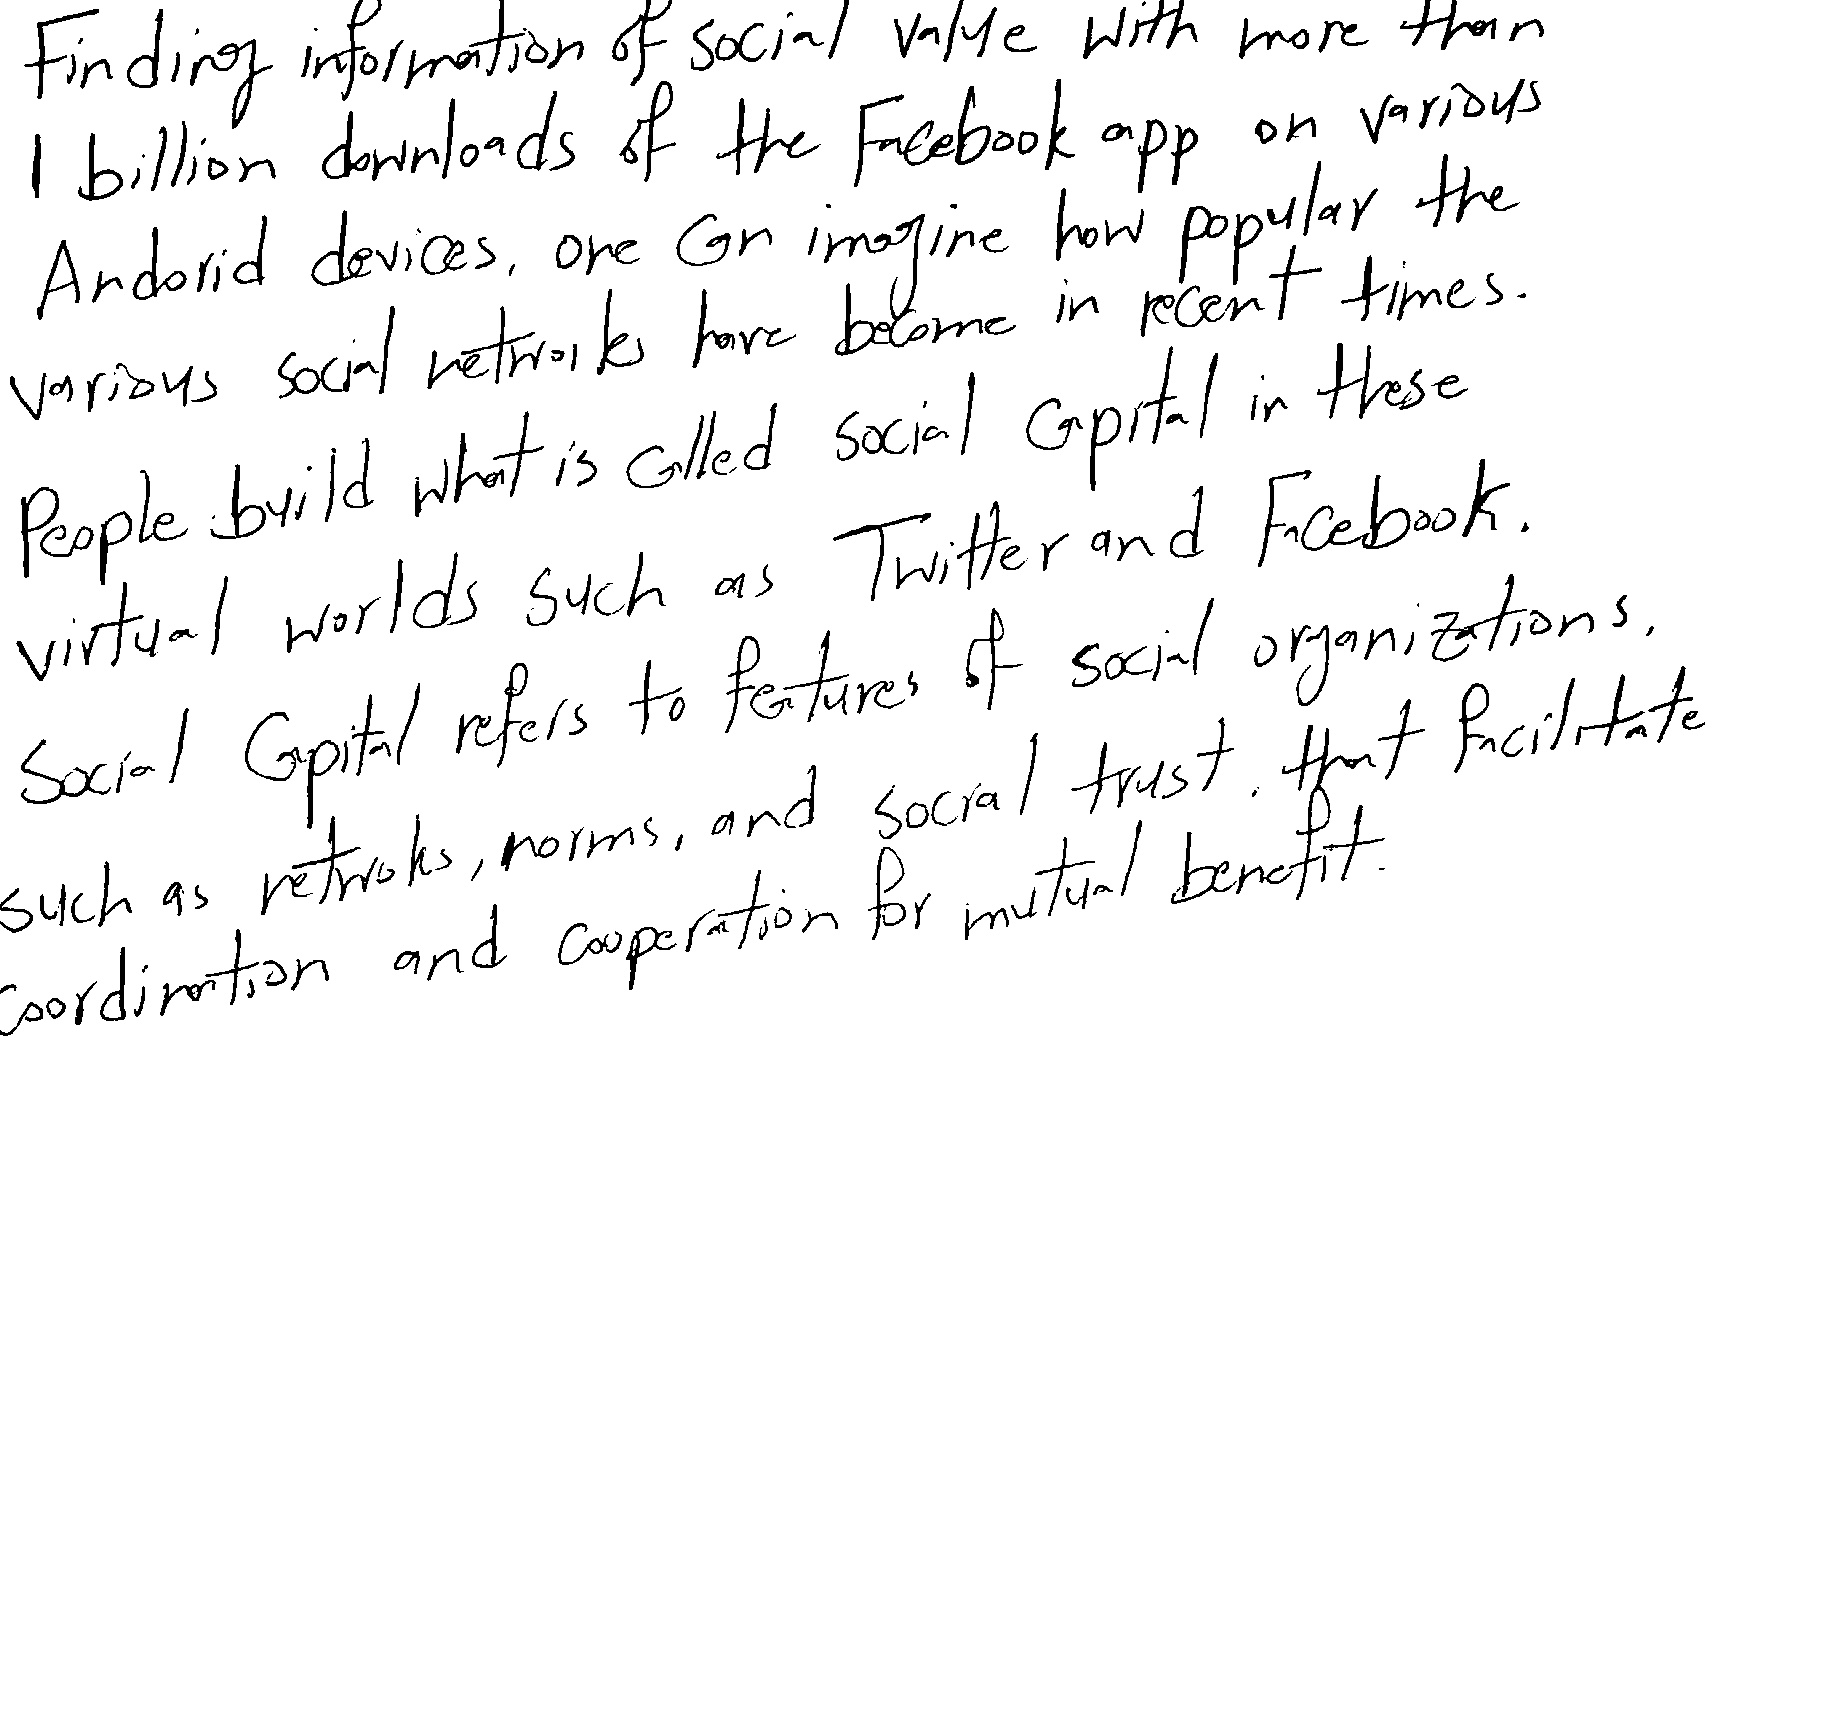 Finding information of social value with more than
1 billion downloads of the Facebook app on various
Andorid devices, one can imagine how popular the
various social networks have become in recent times.
People build what is called social capital in these
virtual worlds such as Twitter and Facebook.
Social Capital refers to features of social organizations,
such as netwroks, norms, and social trust, that facilitate
coordination and cooperation for mutual benefit.